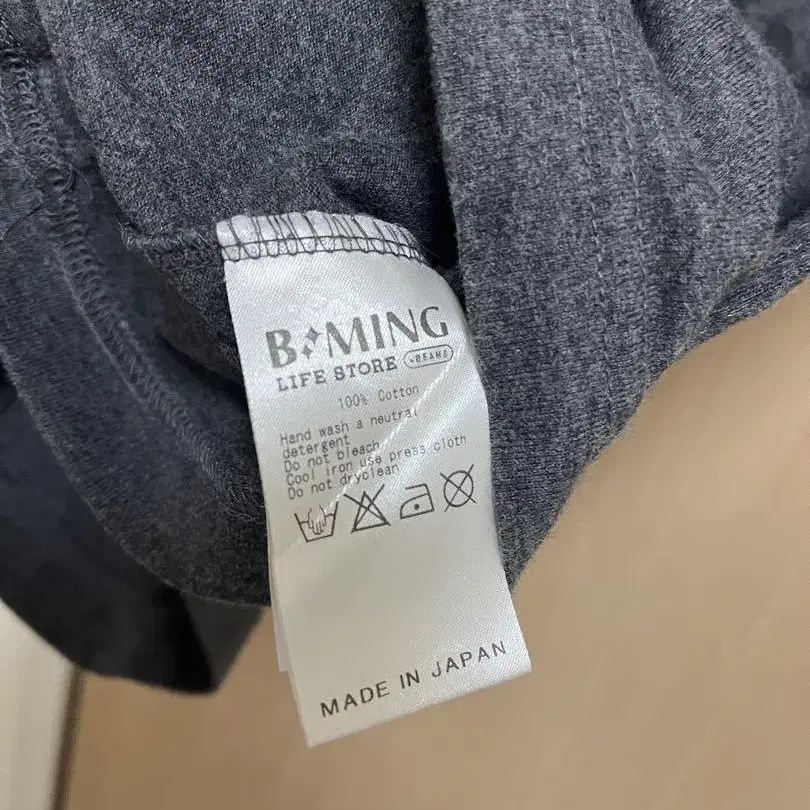 B:MING
LIFE STORE BEAMS
100% Cotton
Hand wash a neutral
detergent
Do not bleach
Cool iron use press cloth
Do not dryclean
MADE IN JAPAN